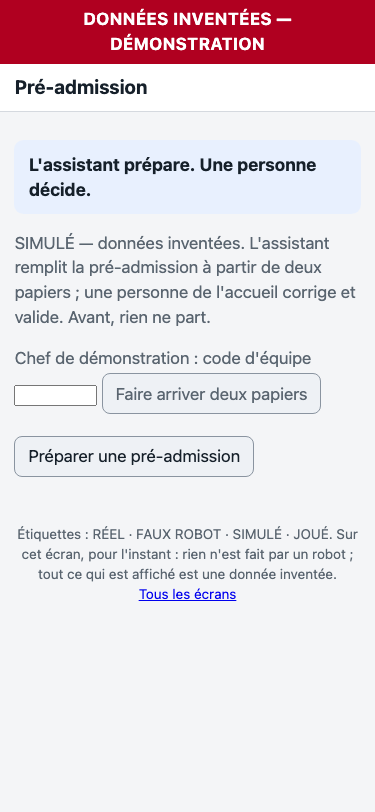 DONNÉES INVENTÉES —
DÉMONSTRATION
Pré-admission
L'assistant prépare. Une personne
décide.
SIMULÉ — données inventées. L'assistant
remplit la pré-admission à partir de deux
papiers ; une personne de l'accueil corrige et
valide. Avant, rien ne part.
Chef de démonstration : code d'équipe
Faire arriver deux papiers
Préparer une pré-admission
Étiquettes : RÉEL · FAUX ROBOT · SIMULÉ · JOUÉ. Sur
cet écran, pour l'instant : rien n'est fait par un robot ;
tout ce qui est affiché est une donnée inventée.
Tous les écrans